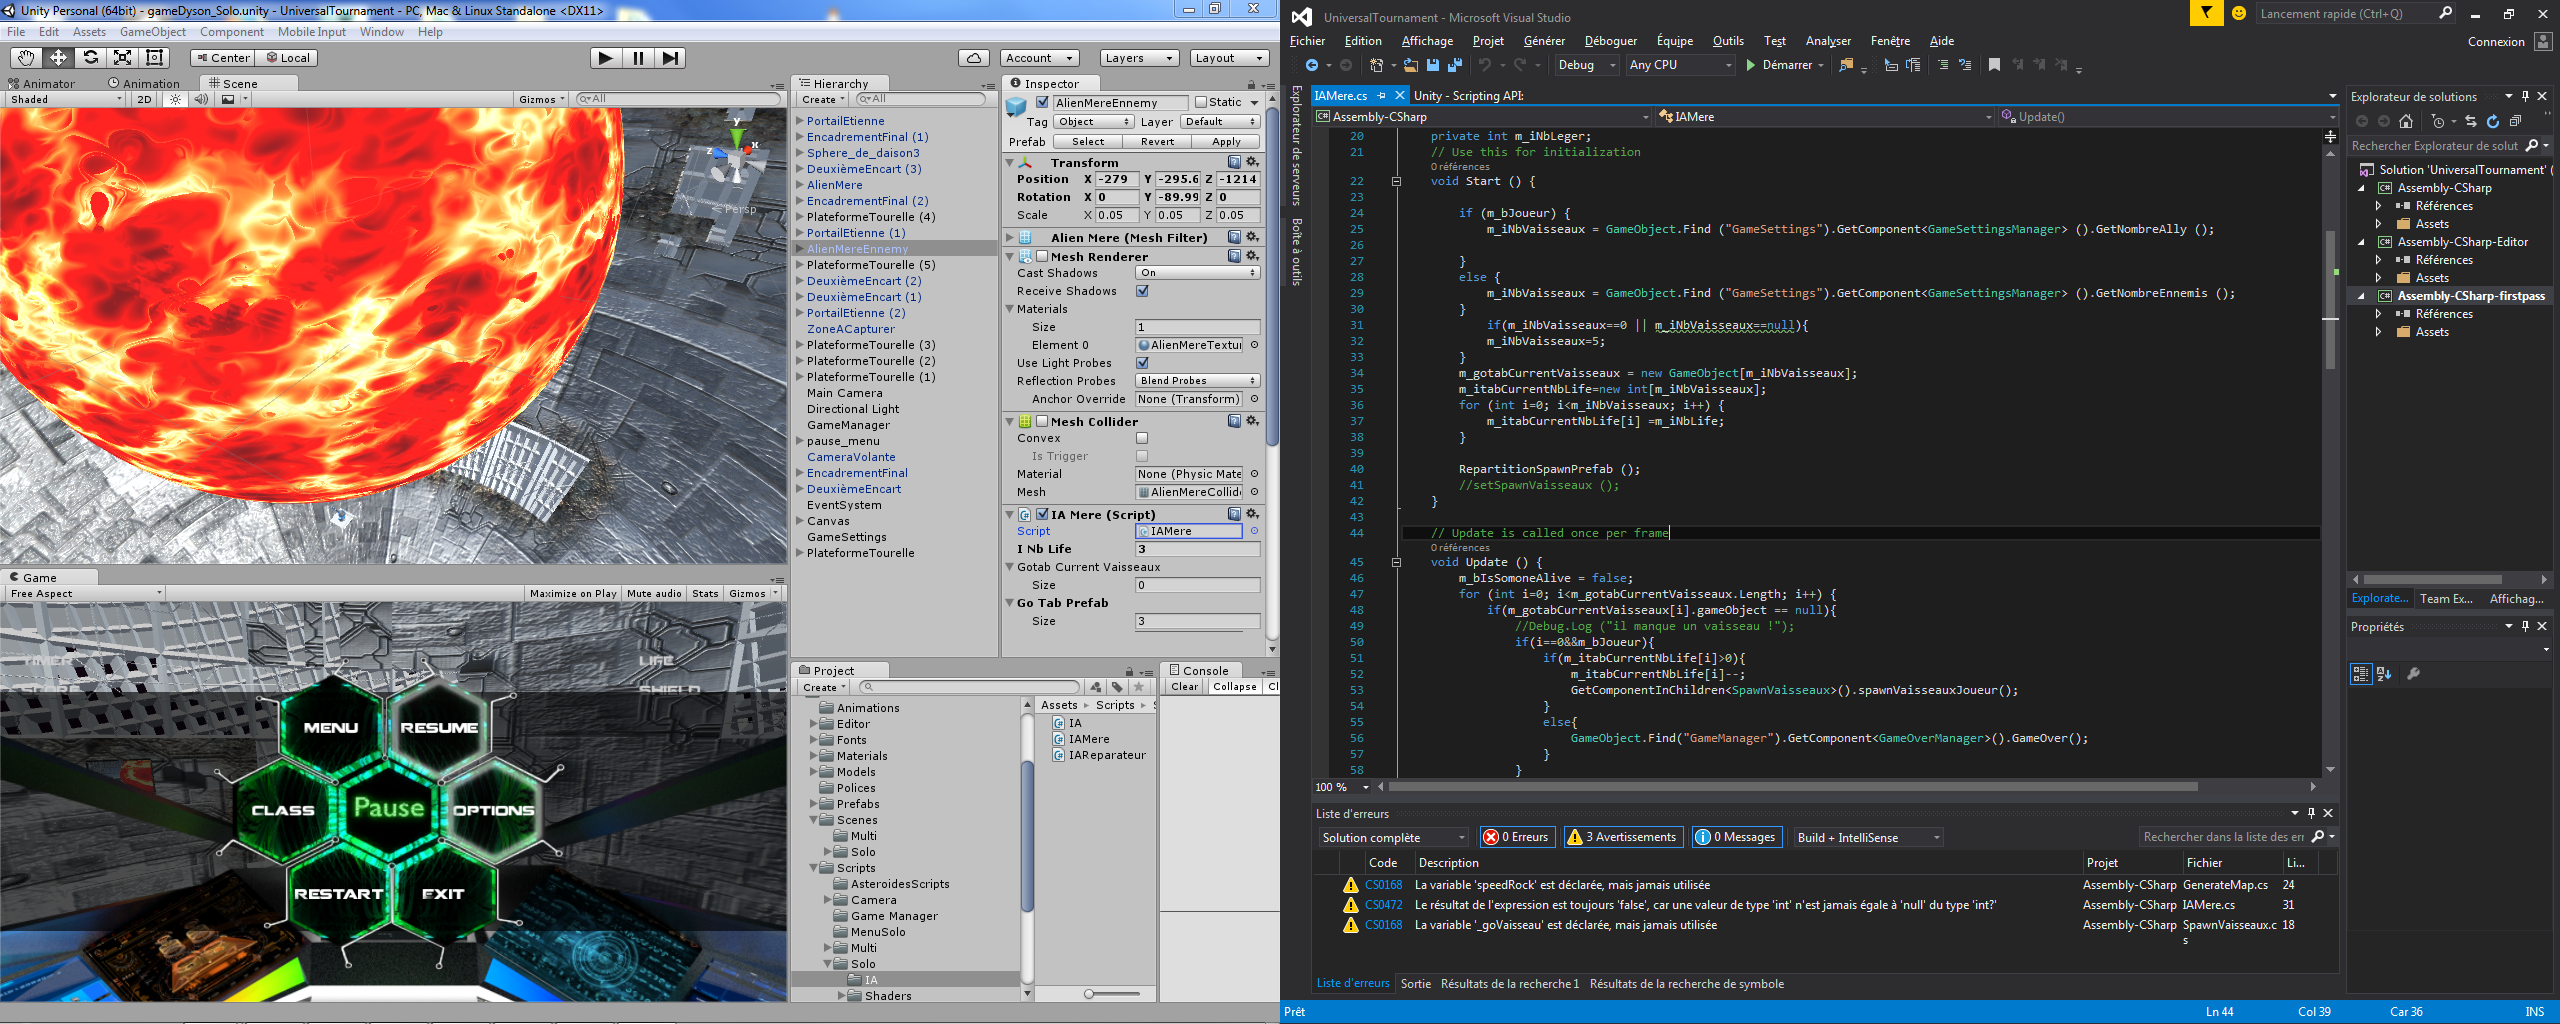 Unity Personal (64bit) - gameDyson_Solo.unity - UniversalTournament - PC, Mac & Linux Standalone <DX11>
File Edit Assets GameObject Component Mobile Input Window Help
Center Local Account Layers Layout
Animator Animation Scene
Shaded 2D Gizmos All
y x z
Persp
Game
Free Aspect Maximize on Play Mute audio Stats Gizmos
TIMER LIFE
SCORE SHIELD
MENU RESUME
CLASS Pause OPTIONS
RESTART EXIT
Hierarchy
Create All
PortailEtienne
EncadrementFinal (1)
Sphere_de_daison3
DeuxièmeEncart (3)
AlienMere
EncadrementFinal (2)
PlateformeTourelle (4)
PortailEtienne (1)
AlienMereEnnemy
PlateformeTourelle (5)
DeuxièmeEncart (2)
DeuxièmeEncart (1)
PortailEtienne (2)
ZoneACapturer
PlateformeTourelle (3)
PlateformeTourelle (2)
PlateformeTourelle (1)
Main Camera
Directional Light
GameManager
pause_menu
CameraVolante
EncadrementFinal
DeuxièmeEncart
EventSystem
Canvas
GameSettings
PlateformeTourelle
Inspector
AlienMereEnnemy Static
Tag Object Layer Default
Prefab Select Revert Apply
Transform
Position X -279 Y -295.6 Z -1214
Rotation X 0 Y -89.99 Z 0
Scale X 0.05 Y 0.05 Z 0.05
Alien Mere (Mesh Filter)
Mesh Renderer
Cast Shadows On
Receive Shadows
Materials
Size 1
Element 0 AlienMereTextu
Use Light Probes
Reflection Probes Blend Probes
Anchor Override None (Transform)
Mesh Collider
Convex
Is Trigger
Material None (Physic Mate
Mesh AlienMereCollid
IA Mere (Script)
Script IAMere
I Nb Life 3
Gotab Current Vaisseaux
Size 0
Go Tab Prefab
Size 3
Project
Create
Animations
Editor
Fonts
Materials
Models
Polices
Prefabs
Scenes
Multi
Solo
Scripts
AsteroidesScripts
Camera
Game Manager
MenuSolo
Multi
Solo
IA
Shaders
Assets Scripts S
IA
IAMere
IAReparateur
Console
Clear Collapse Cl
UniversalTournament - Microsoft Visual Studio Lancement rapide (Ctrl+Q)
Fichier Edition Affichage Projet Générer Déboguer Équipe Outils Test Analyser Fenêtre Aide Connexion
Debug Any CPU Démarrer
Explorateur de serveurs
Boîte à outils
IAMere.cs Unity - Scripting API:
Assembly-CSharp IAMere Update()
20 private int m_iNbLeger;
21 // Use this for initialization
0 références
22 void Start () {
23
24 if (m_bJoueur) {
25 m_iNbVaisseaux = GameObject.Find ("GameSettings").GetComponent<GameSettingsManager> ().GetNombreAlly ();
26
27 }
28 else {
29 m_iNbVaisseaux = GameObject.Find ("GameSettings").GetComponent<GameSettingsManager> ().GetNombreEnnemis ();
30 }
31 if(m_iNbVaisseaux==0 || m_iNbVaisseaux==null){
32 m_iNbVaisseaux=5;
33 }
34 m_gotabCurrentVaisseaux = new GameObject[m_iNbVaisseaux];
35 m_itabCurrentNbLife=new int[m_iNbVaisseaux];
36 for (int i=0; i<m_iNbVaisseaux; i++) {
37 m_itabCurrentNbLife[i] =m_iNbLife;
38 }
39
40 RepartitionSpawnPrefab ();
41 //setSpawnVaisseaux ();
42 }
43
44 // Update is called once per frame
0 références
45 void Update () {
46 m_bIsSomoneAlive = false;
47 for (int i=0; i<m_gotabCurrentVaisseaux.Length; i++) {
48 if(m_gotabCurrentVaisseaux[i].gameObject == null){
49 //Debug.Log ("il manque un vaisseau !");
50 if(i==0&&m_bJoueur){
51 if(m_itabCurrentNbLife[i]>0){
52 m_itabCurrentNbLife[i]--;
53 GetComponentInChildren<SpawnVaisseaux>().spawnVaisseauxJoueur();
54 }
55 else{
56 GameObject.Find("GameManager").GetComponent<GameOverManager>().GameOver();
57 }
58 }
100 %
Liste d'erreurs
Solution complète 0 Erreurs 3 Avertissements 0 Messages Build + IntelliSense Rechercher dans la liste des err
Code Description Projet Fichier Li...
CS0168 La variable 'speedRock' est déclarée, mais jamais utilisée Assembly-CSharp GenerateMap.cs 24
CS0472 Le résultat de l'expression est toujours 'false', car une valeur de type 'int' n'est jamais égale à 'null' du type 'int?' Assembly-CSharp IAMere.cs 31
CS0168 La variable '_goVaisseau' est déclarée, mais jamais utilisée Assembly-CSharp SpawnVaisseaux.cs 18
Liste d'erreurs Sortie Résultats de la recherche 1 Résultats de la recherche de symbole
Explorateur de solutions
Rechercher Explorateur de solut
Solution 'UniversalTournament' (
Assembly-CSharp
Références
Assets
Assembly-CSharp-Editor
Références
Assets
Assembly-CSharp-firstpass
Références
Assets
Explorate... Team Ex... Affichag...
Propriétés
Prêt Ln 44 Col 39 Car 36 INS